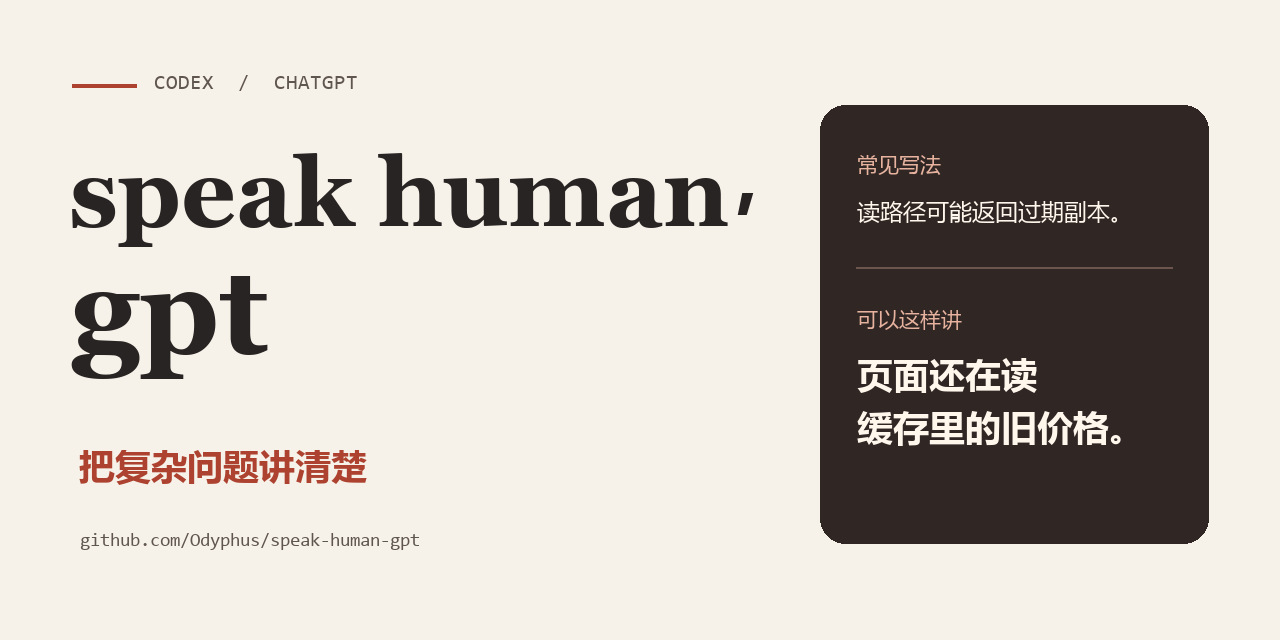 CODEX / CHATGPT
speak human,
gpt
把复杂问题讲清楚
github.com/Odyphus/speak-human-gpt
常见写法
读路径可能返回过期副本。
可以这样讲
页面还在读
缓存里的旧价格。